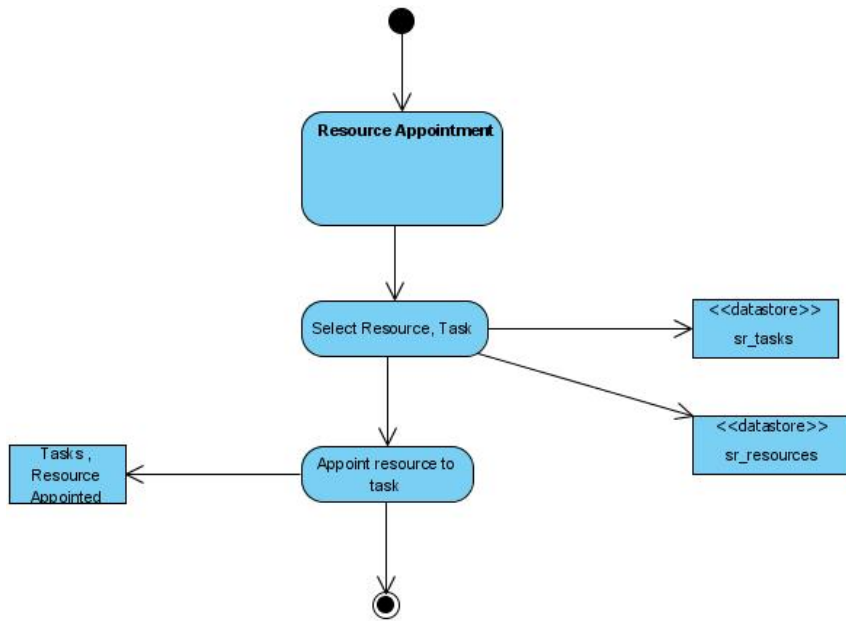 Resource Appointment
Select Resource, Task
<<datastore>>
sr_tasks
<<datastore>>
sr_resources
Tasks ,
Resource
Appointed
Appoint resource to
task